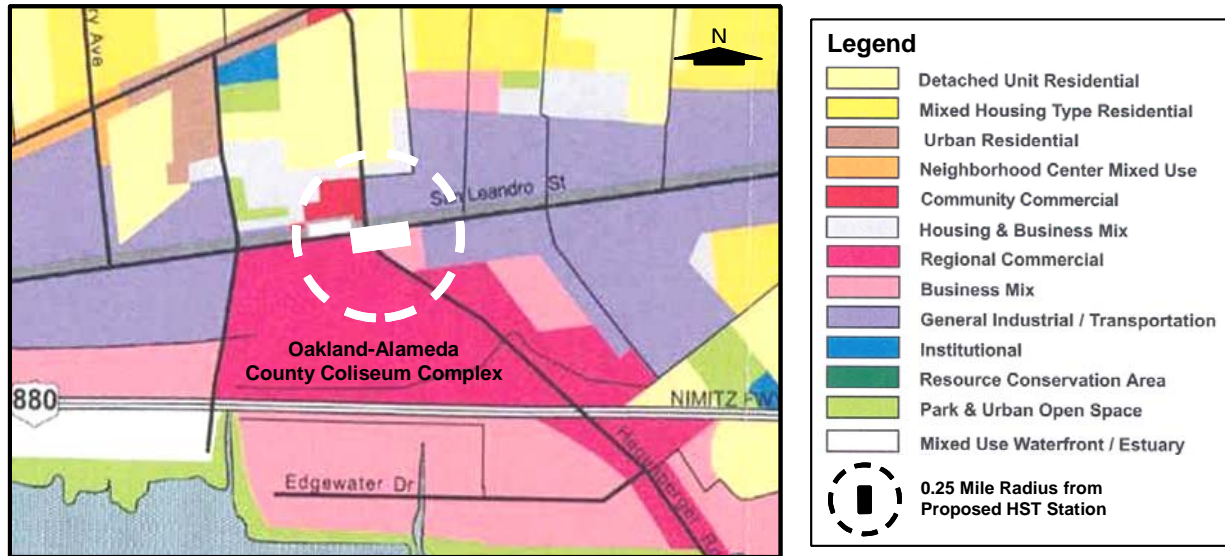 ry Ave
N
San Leandro St
Oakland-Alameda
County Coliseum Complex
880
NIMITZ FWY
Edgewater Dr
Hegenberger R
Legend
Detached Unit Residential
Mixed Housing Type Residential
Urban Residential
Neighborhood Center Mixed Use
Community Commercial
Housing & Business Mix
Regional Commercial
Business Mix
General Industrial / Transportation
Institutional
Resource Conservation Area
Park & Urban Open Space
Mixed Use Waterfront / Estuary
0.25 Mile Radius from
Proposed HST Station